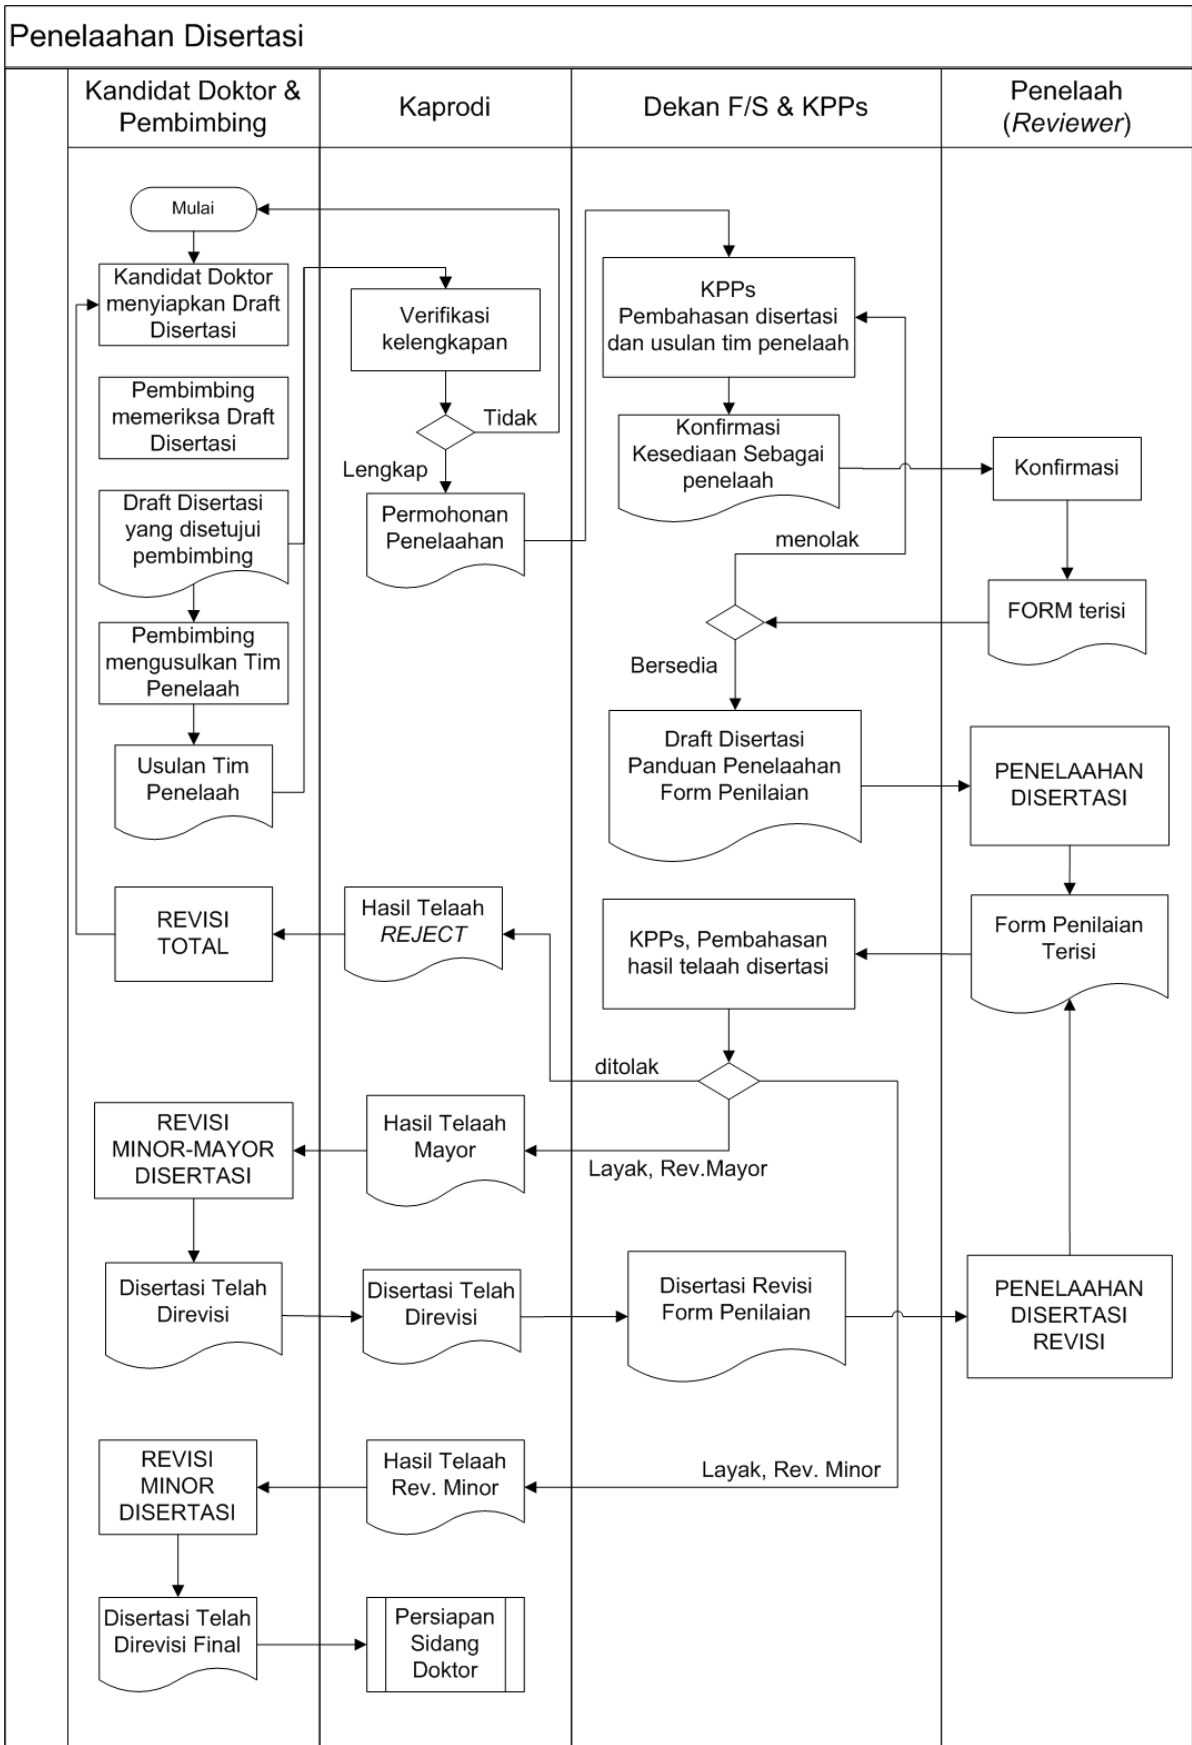 Penelaahan Disertasi
Kandidat Doktor &
Pembimbing
Kaprodi
Dekan F/S & KPPs
Penelaah
(Reviewer)
Mulai
Kandidat Doktor
menyiapkan Draft
Disertasi
Pembimbing
memeriksa Draft
Disertasi
Draft Disertasi
yang disetujui
pembimbing
Pembimbing
mengusulkan Tim
Penelaah
Usulan Tim
Penelaah
Verifikasi
kelengkapan
Tidak
Lengkap
Permohonan
Penelaahan
KPPs
Pembahasan disertasi
dan usulan tim penelaah
Konfirmasi
Kesediaan Sebagai
penelaah
Konfirmasi
FORM terisi
menolak
Bersedia
Draft Disertasi
Panduan Penelaahan
Form Penilaian
PENELAAHAN
DISERTASI
Form Penilaian
Terisi
KPPs, Pembahasan
hasil telaah disertasi
ditolak
Hasil Telaah
REJECT
REVISI
TOTAL
Layak, Rev.Mayor
Hasil Telaah
Mayor
REVISI
MINOR-MAYOR
DISERTASI
Disertasi Telah
Direvisi
Disertasi Telah
Direvisi
Disertasi Revisi
Form Penilaian
PENELAAHAN
DISERTASI
REVISI
Layak, Rev. Minor
Hasil Telaah
Rev. Minor
REVISI
MINOR
DISERTASI
Disertasi Telah
Direvisi Final
Persiapan
Sidang
Doktor